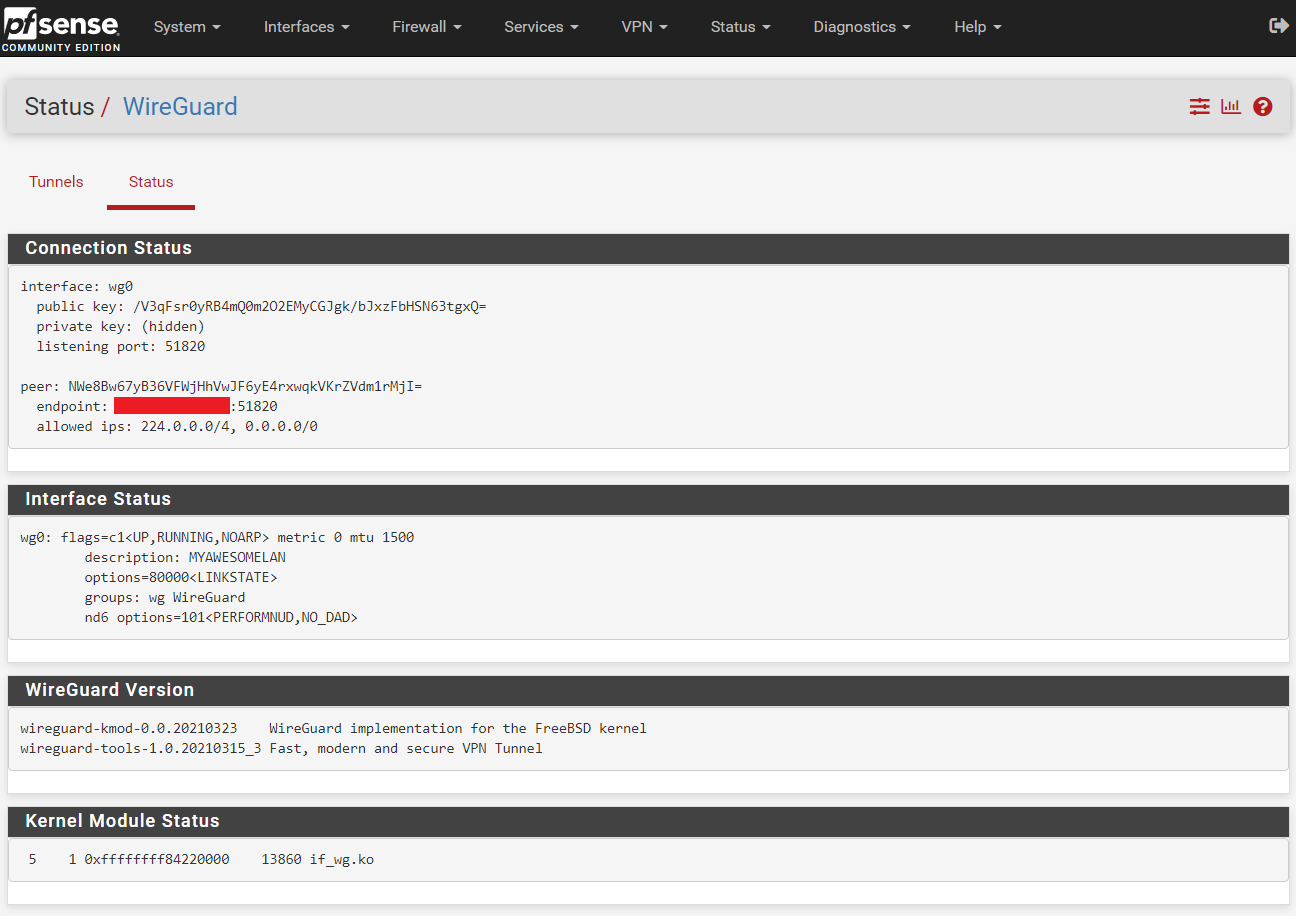 pfsense
COMMUNITY EDITION
System
Interfaces
Firewall
Services
VPN
Status
Diagnostics
Help
Status / WireGuard
Tunnels
Status
Connection Status
interface: wg0
public key: /V3qFsr0yRB4mQ0m2O2EMyCGJgk/bJxzFbHSN63tgxQ=
private key: (hidden)
listening port: 51820
peer: NWe8Bw67yB36VFWjHhVwJF6yE4rxwqkVKrZVdm1rMjI=
endpoint: :51820
allowed ips: 224.0.0.0/4, 0.0.0.0/0
Interface Status
wg0: flags=c1<UP,RUNNING,NOARP> metric 0 mtu 1500
description: MYAWESOMELAN
options=80000<LINKSTATE>
groups: wg WireGuard
nd6 options=101<PERFORMNUD,NO_DAD>
WireGuard Version
wireguard-kmod-0.0.20210323 WireGuard implementation for the FreeBSD kernel
wireguard-tools-1.0.20210315_3 Fast, modern and secure VPN Tunnel
Kernel Module Status
5 1 0xffffffff84220000 13860 if_wg.ko